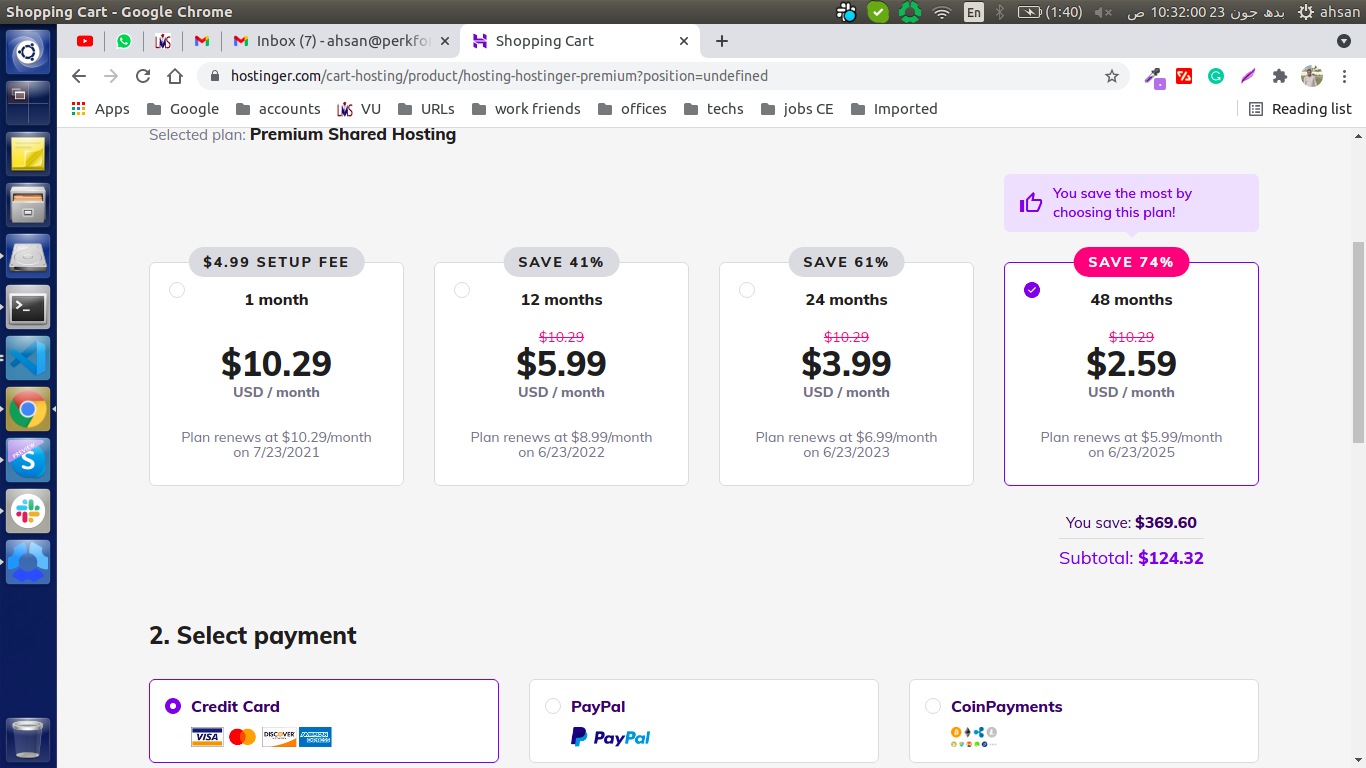 Shopping Cart - Google Chrome
En
(1:40)
بدھ جون 23 10:32:00 ص
ahsan
Inbox (7) - ahsan@perkfo
Shopping Cart
hostinger.com/cart-hosting/product/hosting-hostinger-premium?position=undefined
Apps
Google
accounts
VU
URLs
work friends
offices
techs
jobs CE
Imported
Reading list
Selected plan: Premium Shared Hosting
You save the most by
choosing this plan!
$4.99 SETUP FEE
SAVE 41%
SAVE 61%
SAVE 74%
1 month
12 months
24 months
48 months
$10.29
$10.29
$10.29
$10.29
$5.99
$3.99
$2.59
USD / month
USD / month
USD / month
USD / month
Plan renews at $10.29/month
on 7/23/2021
Plan renews at $8.99/month
on 6/23/2022
Plan renews at $6.99/month
on 6/23/2023
Plan renews at $5.99/month
on 6/23/2025
You save: $369.60
Subtotal: $124.32
2. Select payment
Credit Card
VISA
DISCOVER
PayPal
PayPal
CoinPayments